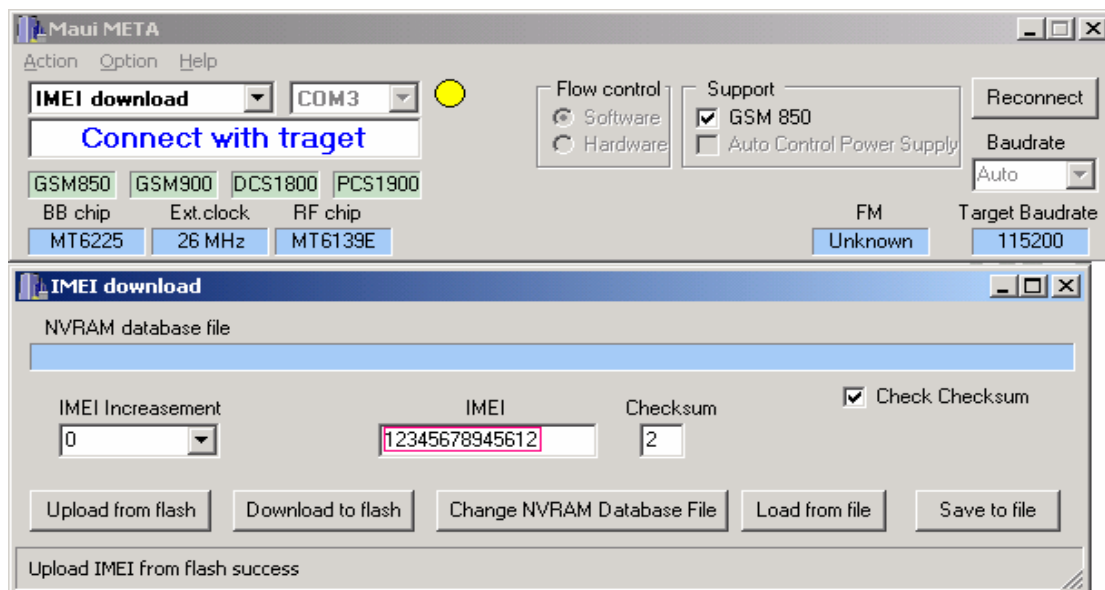 Maui META
Action Option Help
IMEI download COM3 Flow control Support Reconnect
Software GSM 850
Connect with traget Hardware Auto Control Power Supply Baudrate
Auto
GSM850 GSM900 DCS1800 PCS1900
BB chip Ext.clock RF chip FM Target Baudrate
MT6225 26 MHz MT6139E Unknown 115200
IMEI download
NVRAM database file
Check Checksum
IMEI Increasement IMEI Checksum
0 12345678945612 2
Upload from flash Download to flash Change NVRAM Database File Load from file Save to file
Upload IMEI from flash success